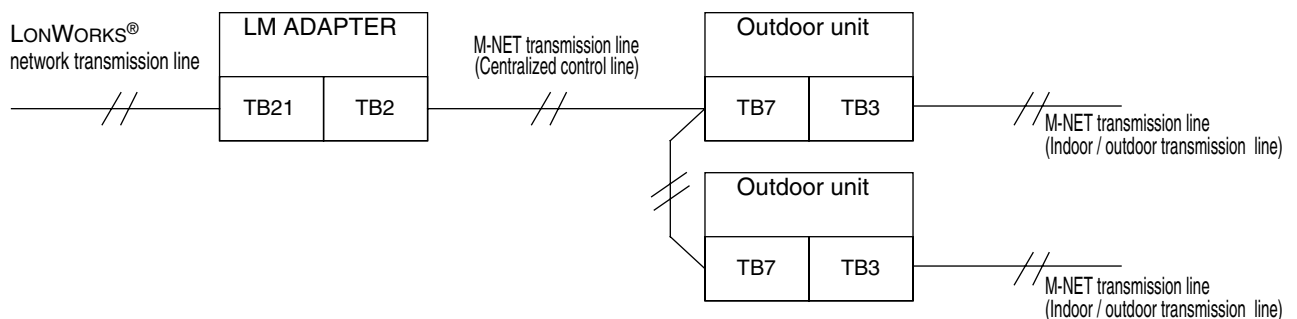 LONWORKS®
network transmission line
LM ADAPTER
TB21
TB2
M-NET transmission line
(Centralized control line)
Outdoor unit
TB7
TB3
M-NET transmission line
(Indoor / outdoor transmission line)
Outdoor unit
TB7
TB3
M-NET transmission line
(Indoor / outdoor transmission line)